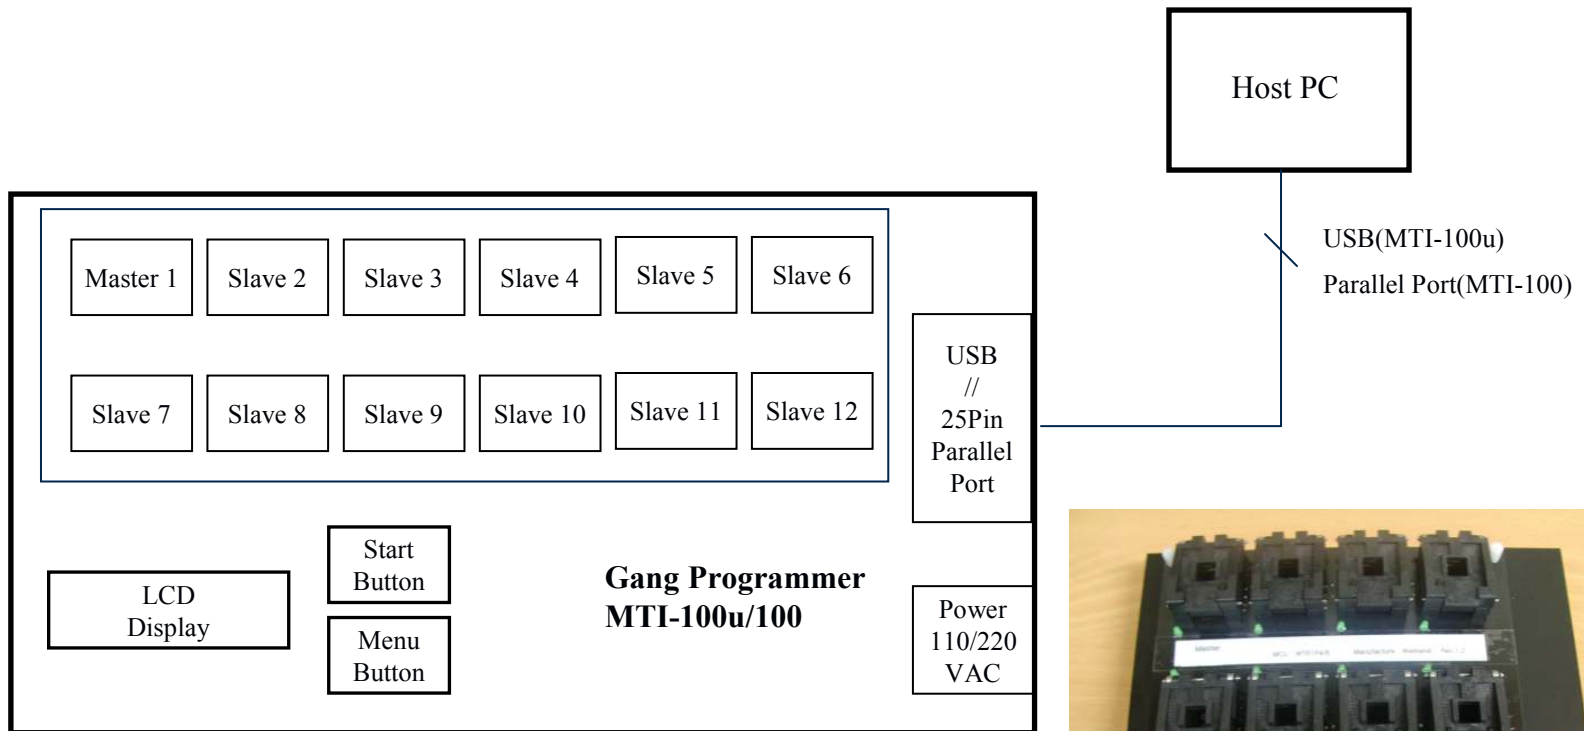 Host PC
USB(MTI-100u)
Parallel Port(MTI-100)
Master 1
Slave 2
Slave 3
Slave 4
Slave 5
Slave 6
Slave 7
Slave 8
Slave 9
Slave 10
Slave 11
Slave 12
USB
//
25Pin
Parallel
Port
LCD
Display
Start
Button
Menu
Button
Gang Programmer
MTI-100u/100
Power
110/220
VAC
Master